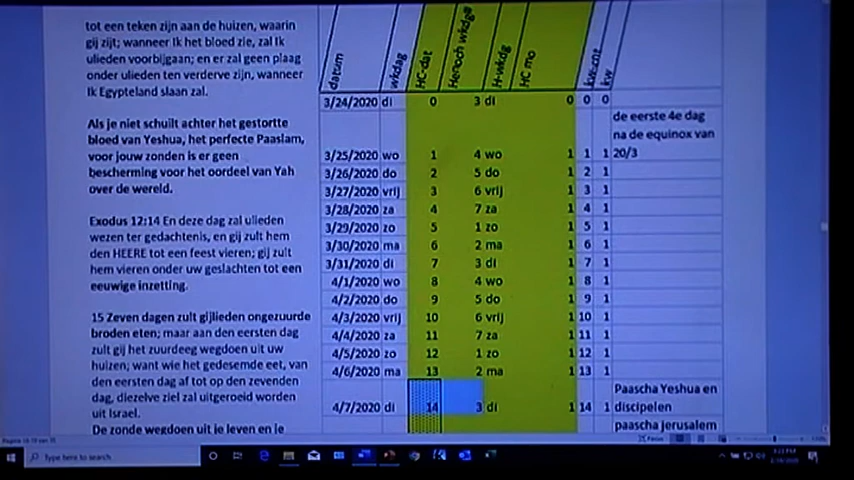 tot een teken zijn aan de huizen, waarin
gij zijt; wanneer Ik het bloed zie, zal Ik
ulieden voorbijgaan; en er zal geen plaag
onder ulieden ten verderve zijn, wanneer
Ik Egypteland slaan zal.
Als je niet schuilt achter het gestortte
bloed van Yeshua, het perfecte Paaslam,
voor jouw zonden is er geen
bescherming voor het oordeel van Yah
over de wereld.
Exodus 12:14 En deze dag zal ulieden
wezen ter gedachtenis, en gij zult hem
den HEERE tot een feest vieren; gij zult
hem vieren onder uw geslachten tot een
eeuwige inzetting.
15 Zeven dagen zult gijlieden ongezuurde
broden eten; maar aan den eersten dag
zult gij het zuurdeeg wegdoen uit uw
huizen; want wie het gedesemde eet, van
den eersten dag af tot op den zevenden
dag, diezelve ziel zal uitgeroeid worden
uit Israel.
De zonde wegdoen uit je leven en je
datum wkdag HC-dat Henoch wkdg# H-wkdg HC mo kw-cnt kw
3/24/2020 di 0 3 di 0 0 0
3/25/2020 wo 1 4 wo 1 1 1 de eerste 4e dag
na de equinox van
20/3
3/26/2020 do 2 5 do 1 2 1
3/27/2020 vrij 3 6 vrij 1 3 1
3/28/2020 za 4 7 za 1 4 1
3/29/2020 zo 5 1 zo 1 5 1
3/30/2020 ma 6 2 ma 1 6 1
3/31/2020 di 7 3 di 1 7 1
4/1/2020 wo 8 4 wo 1 8 1
4/2/2020 do 9 5 do 1 9 1
4/3/2020 vrij 10 6 vrij 1 10 1
4/4/2020 za 11 7 za 1 11 1
4/5/2020 zo 12 1 zo 1 12 1
4/6/2020 ma 13 2 ma 1 13 1
4/7/2020 di 14 3 di 1 14 1 Paascha Yeshua en
discipelen
paascha jerusalem
Focus
Type here to search